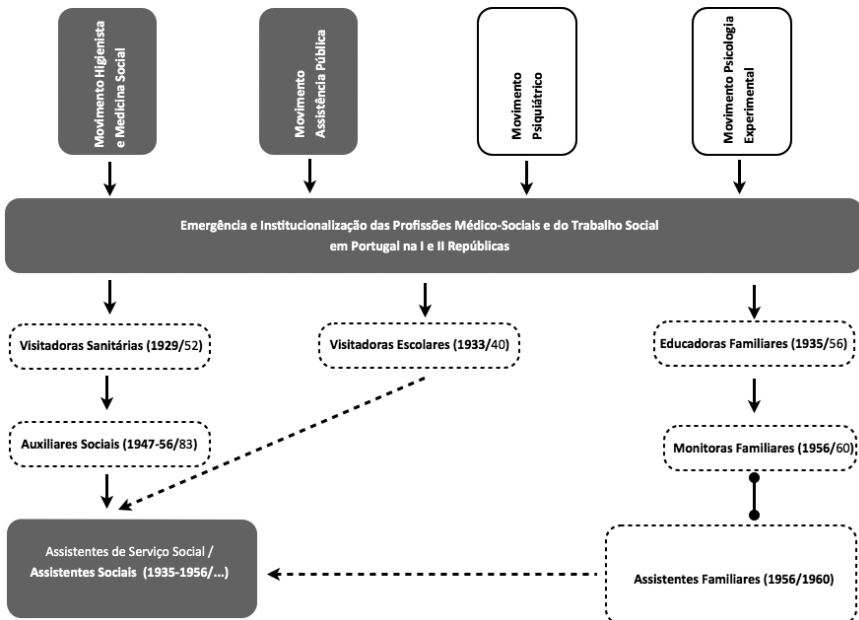 Movimento Higienista
e Medicina Social
Movimento
Assistência Pública
Movimento
Psiquiátrico
Movimento Psicologia
Experimental
Emergência e Institucionalização das Profissões Médico-Sociais e do Trabalho Social
em Portugal na I e II Repúblicas
Visitadoras Sanitárias (1929/52)
Visitadoras Escolares (1933/40)
Educadoras Familiares (1935/56)
Auxiliares Sociais (1947-56/83)
Monitoras Familiares (1956/60)
Assistentes de Serviço Social /
Assistentes Sociais (1935-1956/...)
Assistentes Familiares (1956/1960)